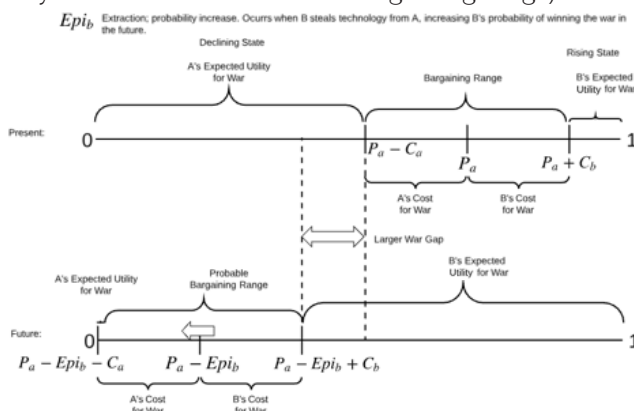 Epi_b Extraction; probability increase. Ocurrs when B steals technology from A, increasing B's probability of winning the war in
the future.
Declining State
Rising State
A's Expected Utility
for War
Bargaining Range
B's Expected
Utility for War
Present:
0
1
P_a − C_a
P_a
P_a + C_b
A's Cost
for War
B's Cost
for War
Larger War Gap
A's Expected Utility
for War
Probable
Bargaining Range
B's Expected
Utility for War
Future:
0
1
P_a − Epi_b − C_a
P_a − Epi_b
P_a − Epi_b + C_b
A's Cost
for War
B's Cost
for War